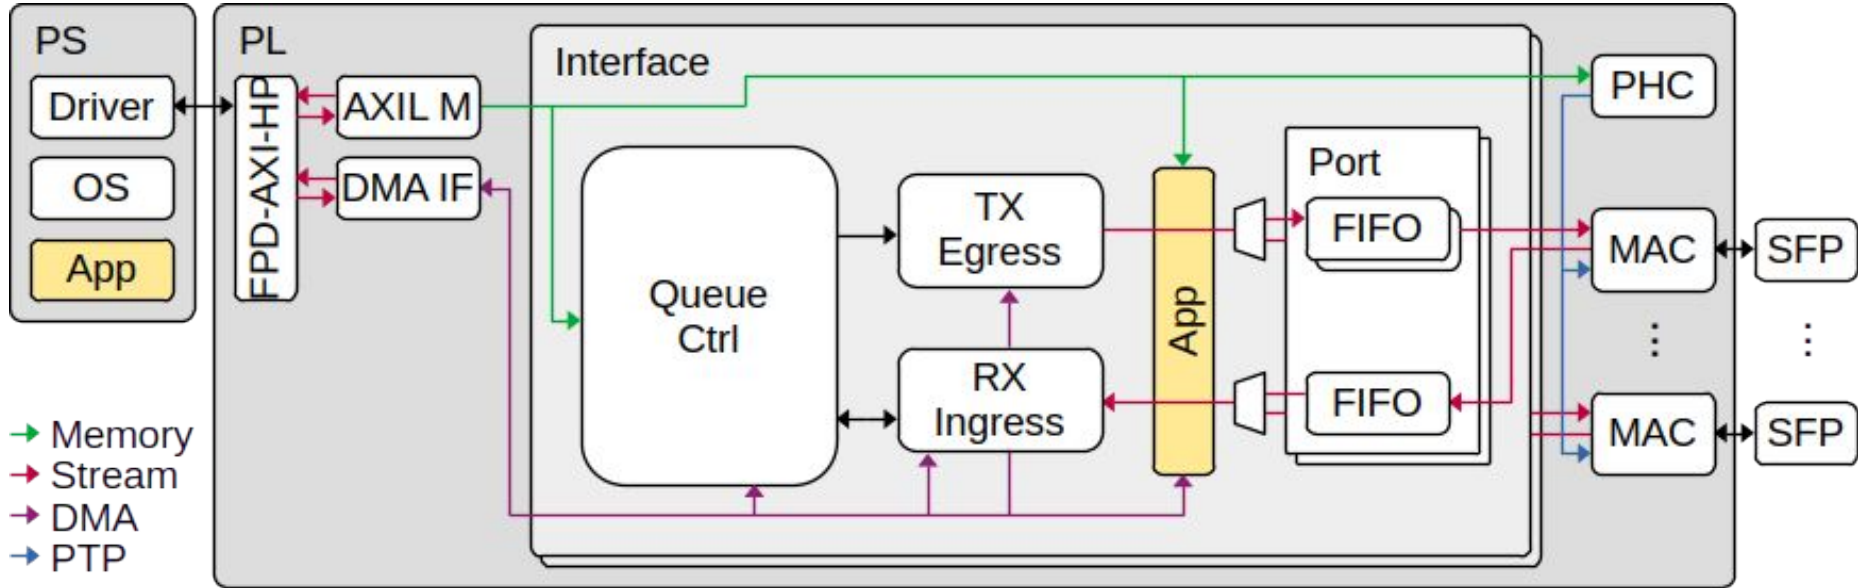 PS
Driver
OS
App
PL
FPD-AXI-HP
AXIL M
DMA IF
Interface
Queue
Ctrl
TX
Egress
RX
Ingress
App
Port
FIFO
FIFO
PHC
MAC
SFP
⋮
⋮
MAC
SFP
Memory
Stream
DMA
PTP